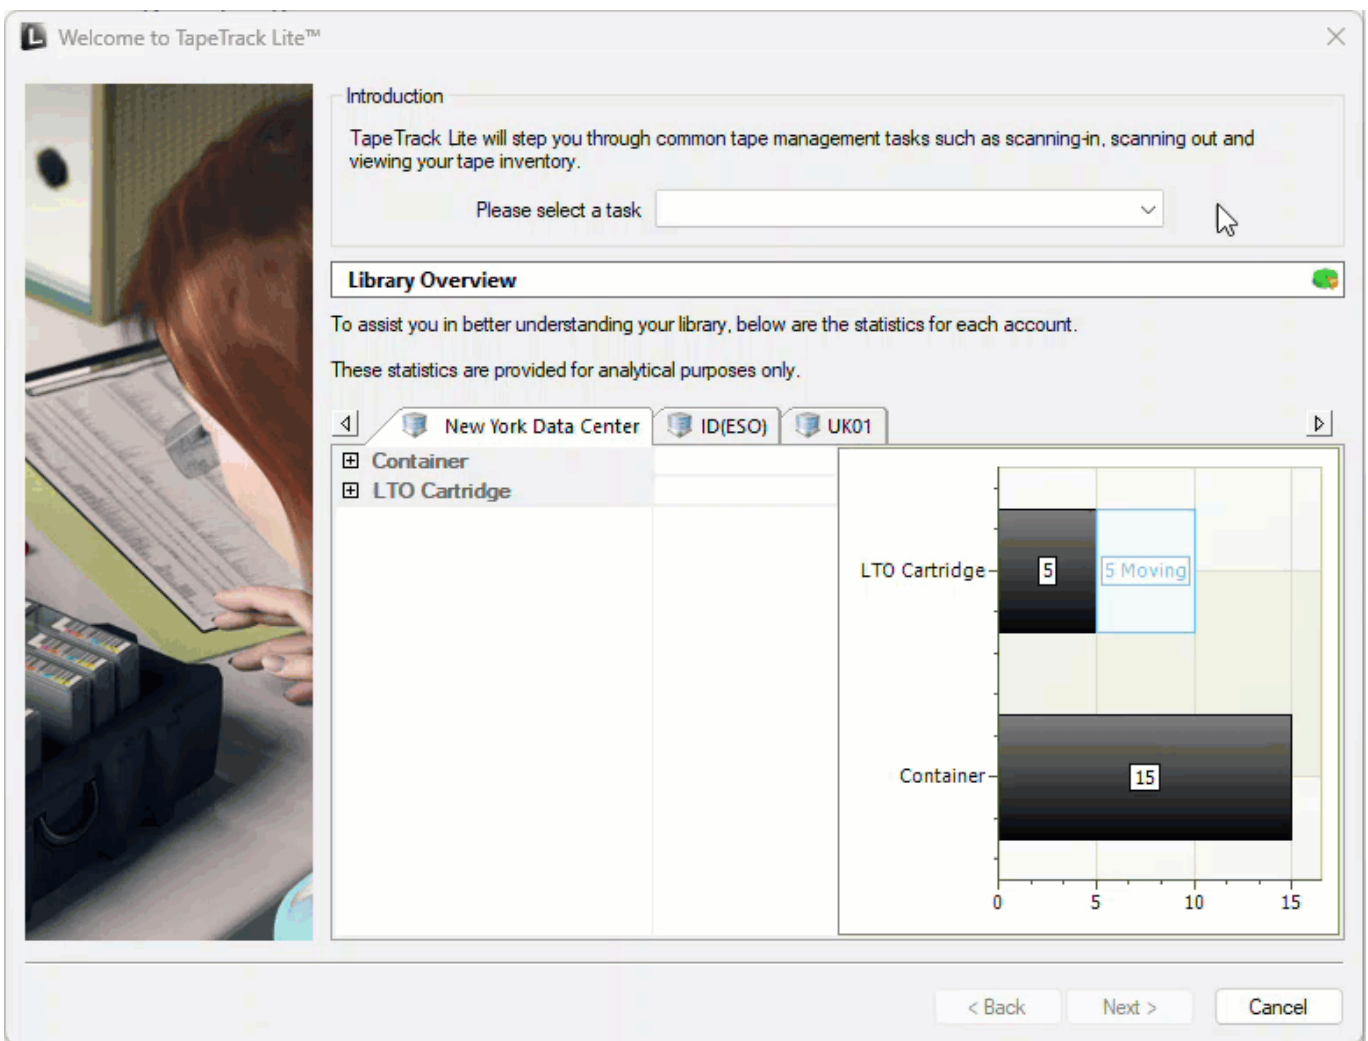 Welcome to TapeTrack Lite™
Introduction
TapeTrack Lite will step you through common tape management tasks such as scanning-in, scanning out and
viewing your tape inventory.
Please select a task
Library Overview
To assist you in better understanding your library, below are the statistics for each account.
These statistics are provided for analytical purposes only.
New York Data Center
ID(ESO)
UK01
Container
LTO Cartridge
LTO Cartridge
5
5 Moving
Container
15
0
5
10
15
< Back
Next >
Cancel